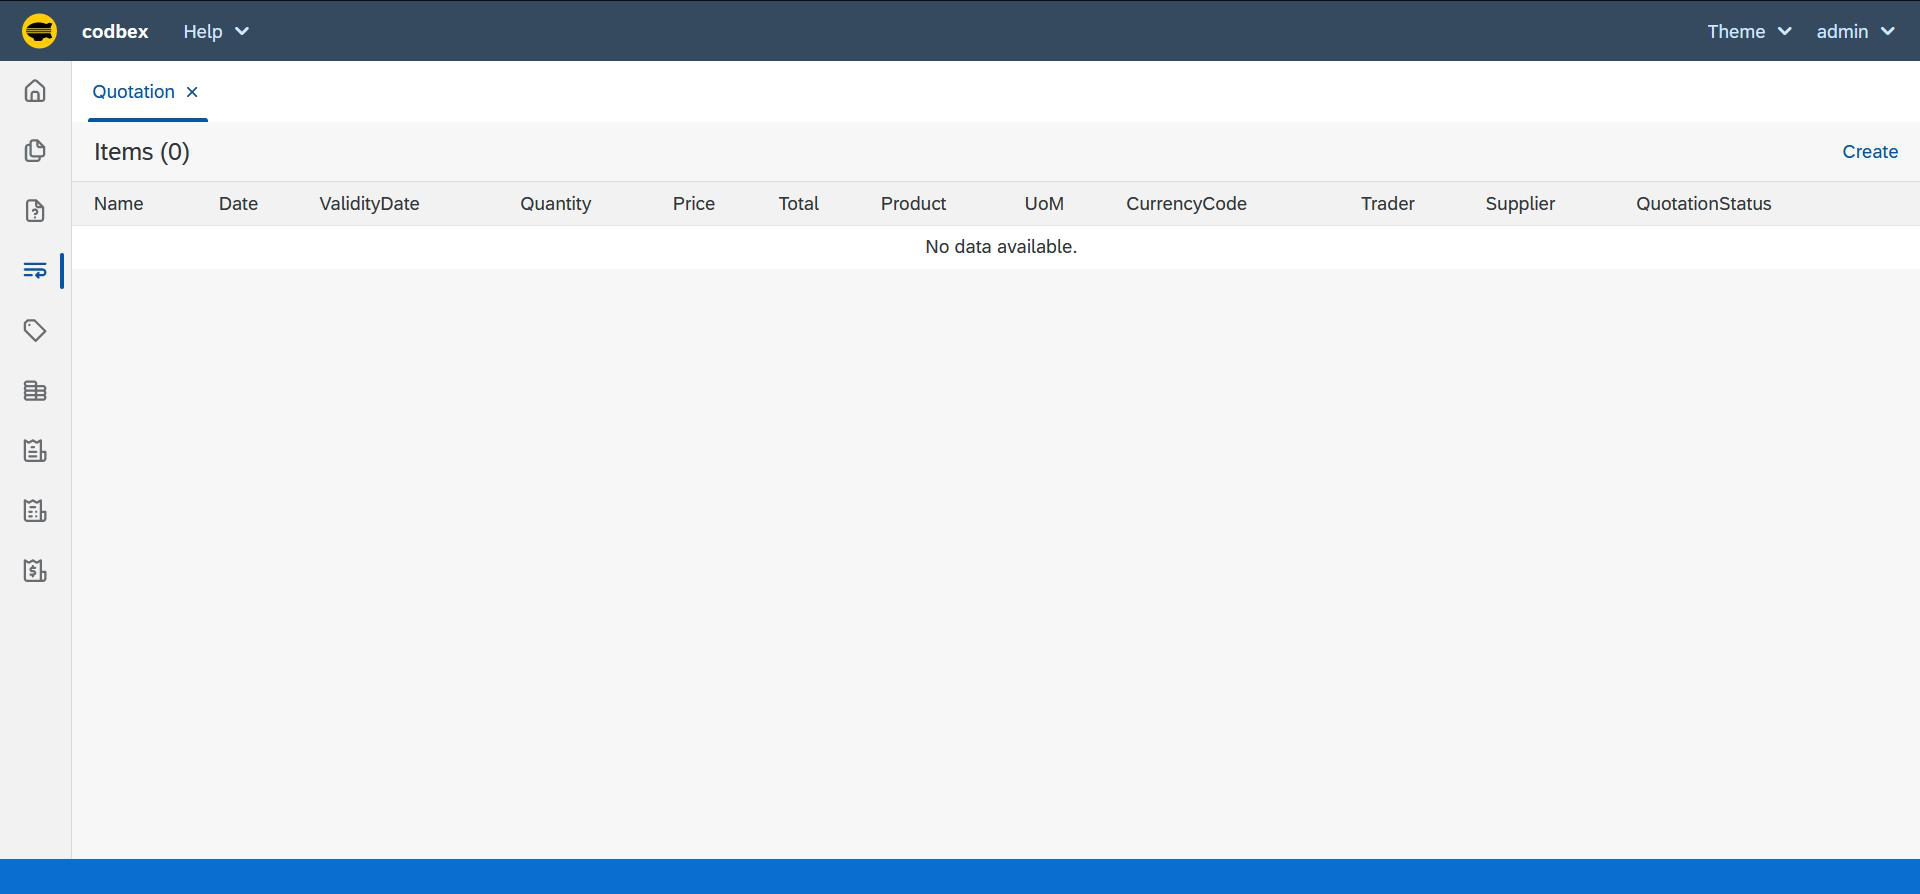 codbex Help Theme admin
Quotation
Items (0) Create
Name Date ValidityDate Quantity Price Total Product UoM CurrencyCode Trader Supplier QuotationStatus
No data available.